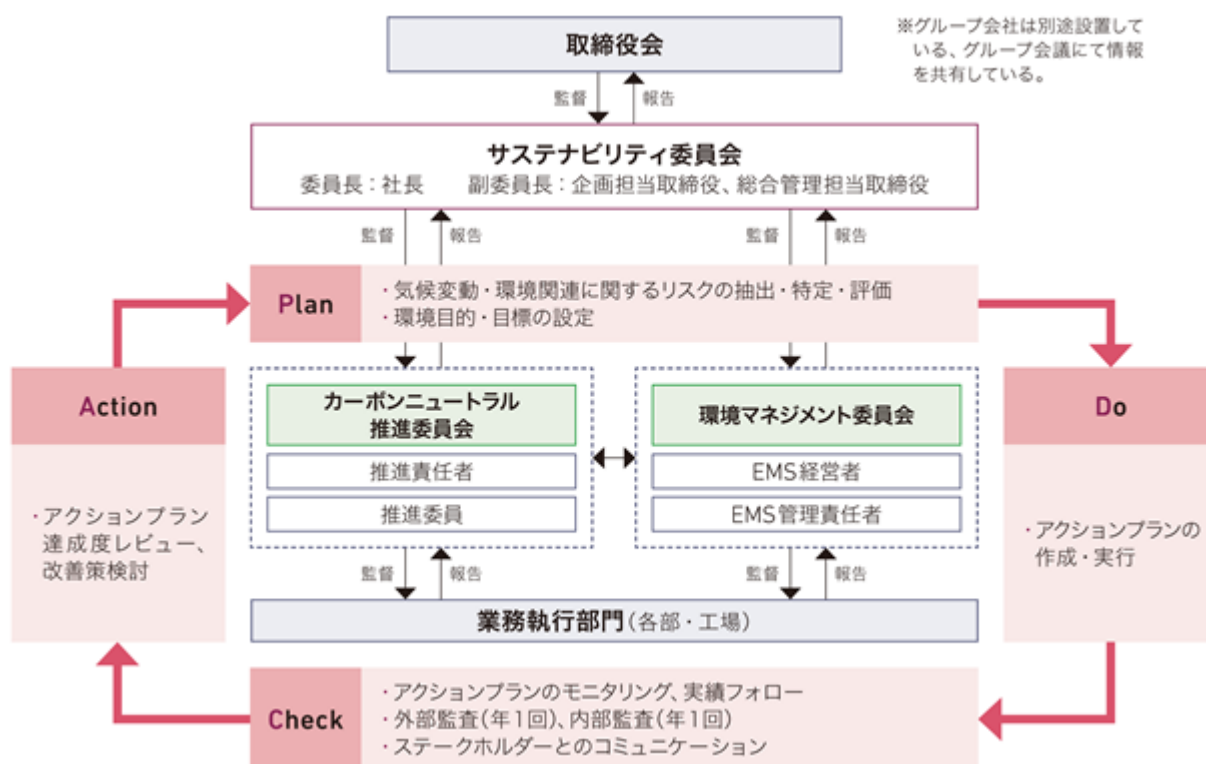 取締役会
※グループ会社は別途設置して
いる、グループ会議にて情報
を共有している。
監督
報告
サステナビリティ委員会
委員長：社長　副委員長：企画担当取締役、総合管理担当取締役
監督
報告
監督
報告
Plan
・気候変動・環境関連に関するリスクの抽出・特定・評価
・環境目的・目標の設定
Action
・アクションプラン
達成度レビュー、
改善策検討
カーボンニュートラル
推進委員会
推進責任者
推進委員
環境マネジメント委員会
EMS経営者
EMS管理責任者
Do
・アクションプランの
作成・実行
監督
報告
監督
報告
業務執行部門（各部・工場）
Check
・アクションプランのモニタリング、実績フォロー
・外部監査（年1回）、内部監査（年1回）
・ステークホルダーとのコミュニケーション